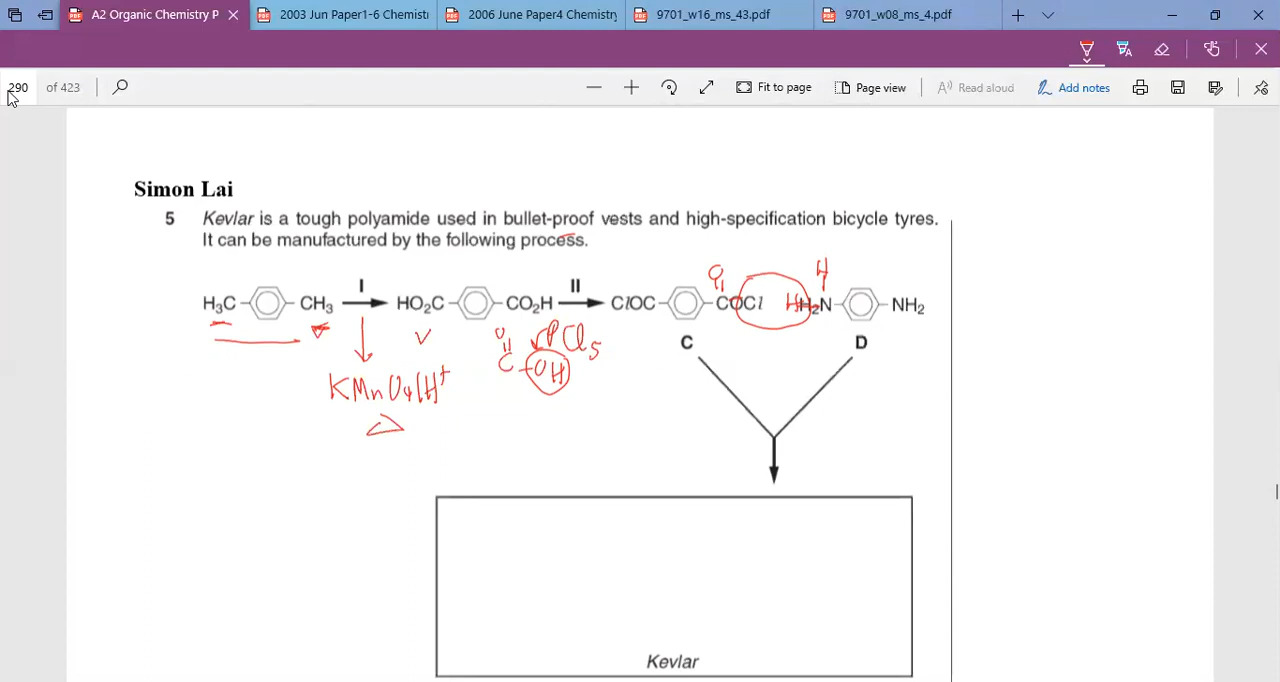 A2 Organic Chemistry P
2003 Jun Paper1-6 Chemist
2006 June Paper4 Chemistry
9701_w16_ms_43.pdf
9701_w08_ms_4.pdf
290 of 423
Fit to page
Page view
Read aloud
Add notes
Simon Lai
5 Kevlar is a tough polyamide used in bullet-proof vests and high-specification bicycle tyres.
It can be manufactured by the following process.
O H
I II
H₃C CH₃ HO₂C CO₂H ClOC COCl H₂N NH₂
O PCl₅
C D
C OH
KMnO₄/H⁺
Kevlar